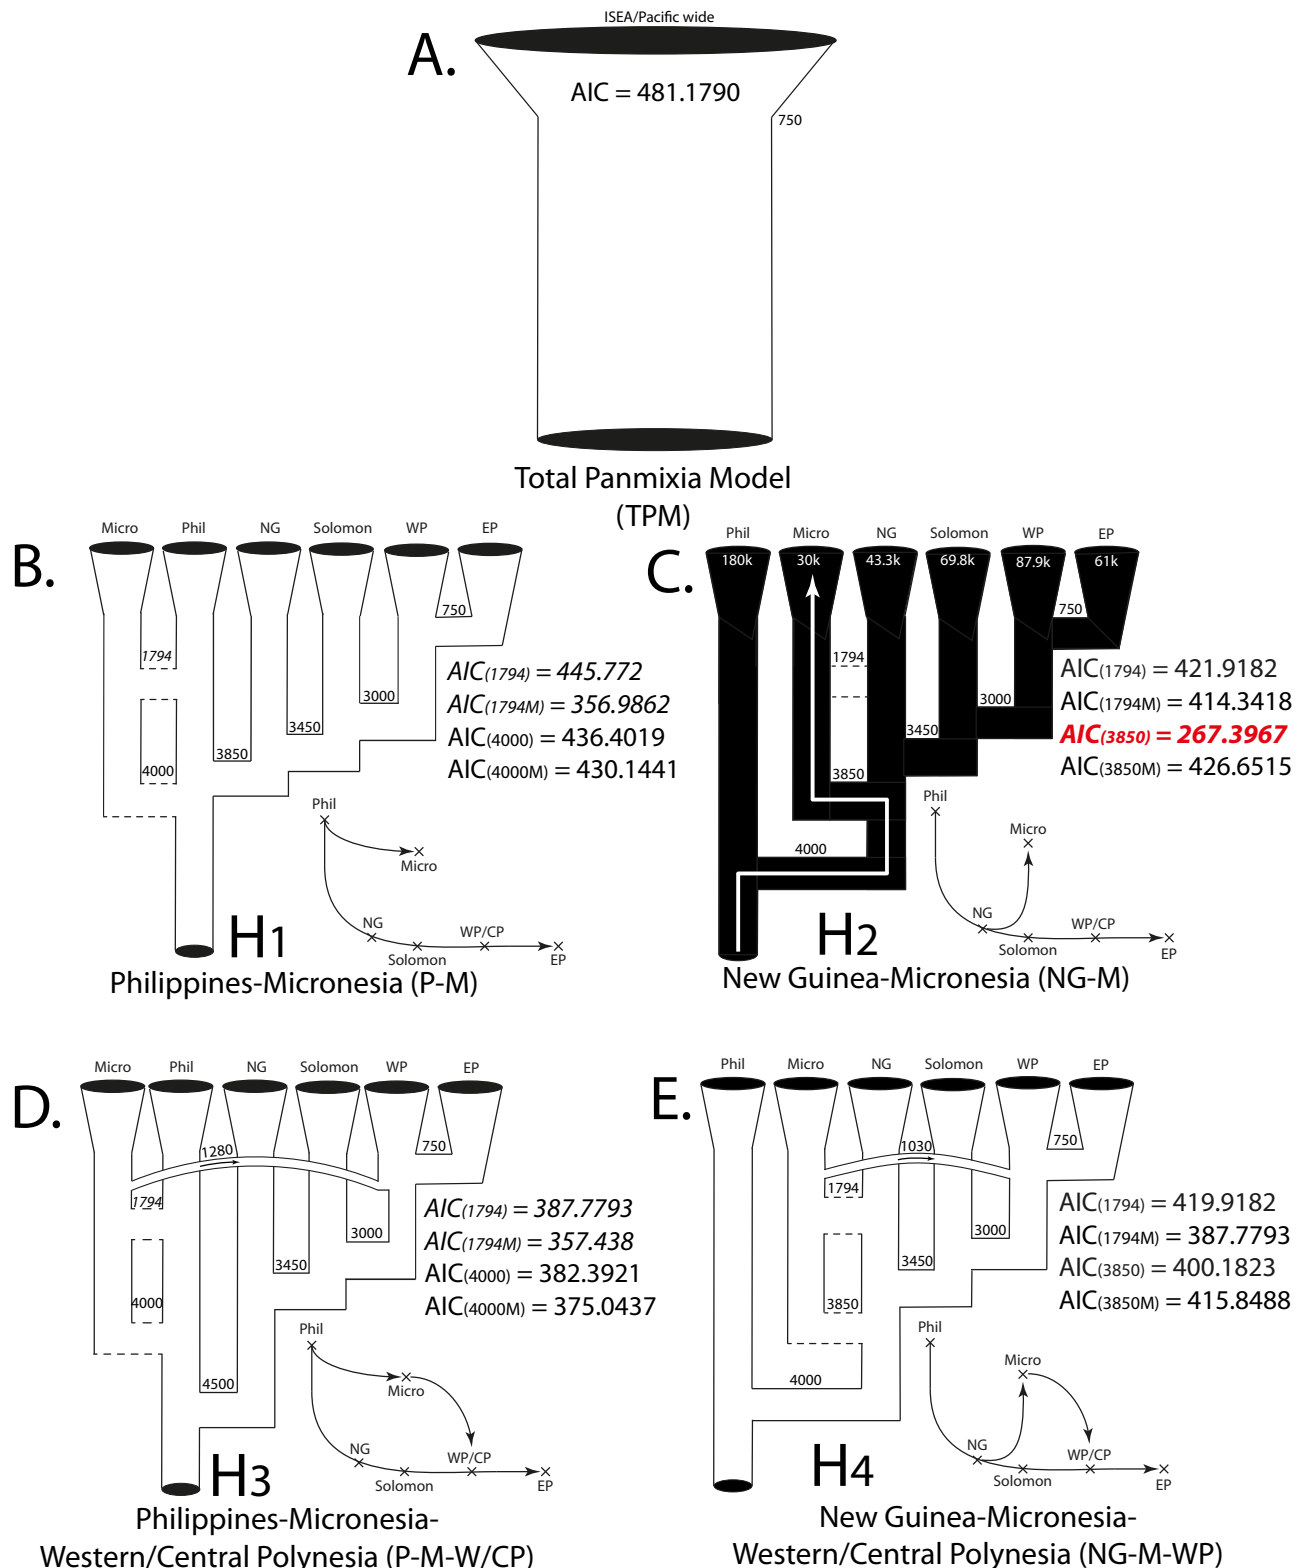 ISEA/Pacific wide
A.
AIC = 481.1790
750
Total Panmixia Model
(TPM)
B.
Micro Phil NG Solomon WP EP
750
1794
3000
3450
3850
4000
AIC(1794) = 445.772
AIC(1794M) = 356.9862
AIC(4000) = 436.4019
AIC(4000M) = 430.1441
Phil
Micro
NG
Solomon
WP/CP
EP
H1
Philippines-Micronesia (P-M)
C.
Phil Micro NG Solomon WP EP
180k 30k 43.3k 69.8k 87.9k 61k
750
1794
3000
3450
3850
4000
AIC(1794) = 421.9182
AIC(1794M) = 414.3418
AIC(3850) = 267.3967
AIC(3850M) = 426.6515
Phil
Micro
NG
Solomon
WP/CP
EP
H2
New Guinea-Micronesia (NG-M)
D.
Micro Phil NG Solomon WP EP
750
1280
1794
3000
3450
4000
4500
AIC(1794) = 387.7793
AIC(1794M) = 357.438
AIC(4000) = 382.3921
AIC(4000M) = 375.0437
Phil
Micro
NG
Solomon
WP/CP
EP
H3
Philippines-Micronesia-
Western/Central Polynesia (P-M-W/CP)
E.
Phil Micro NG Solomon WP EP
750
1030
1794
3000
3450
3850
4000
AIC(1794) = 419.9182
AIC(1794M) = 387.7793
AIC(3850) = 400.1823
AIC(3850M) = 415.8488
Phil
Micro
NG
Solomon
WP/CP
EP
H4
New Guinea-Micronesia-
Western/Central Polynesia (NG-M-WP)